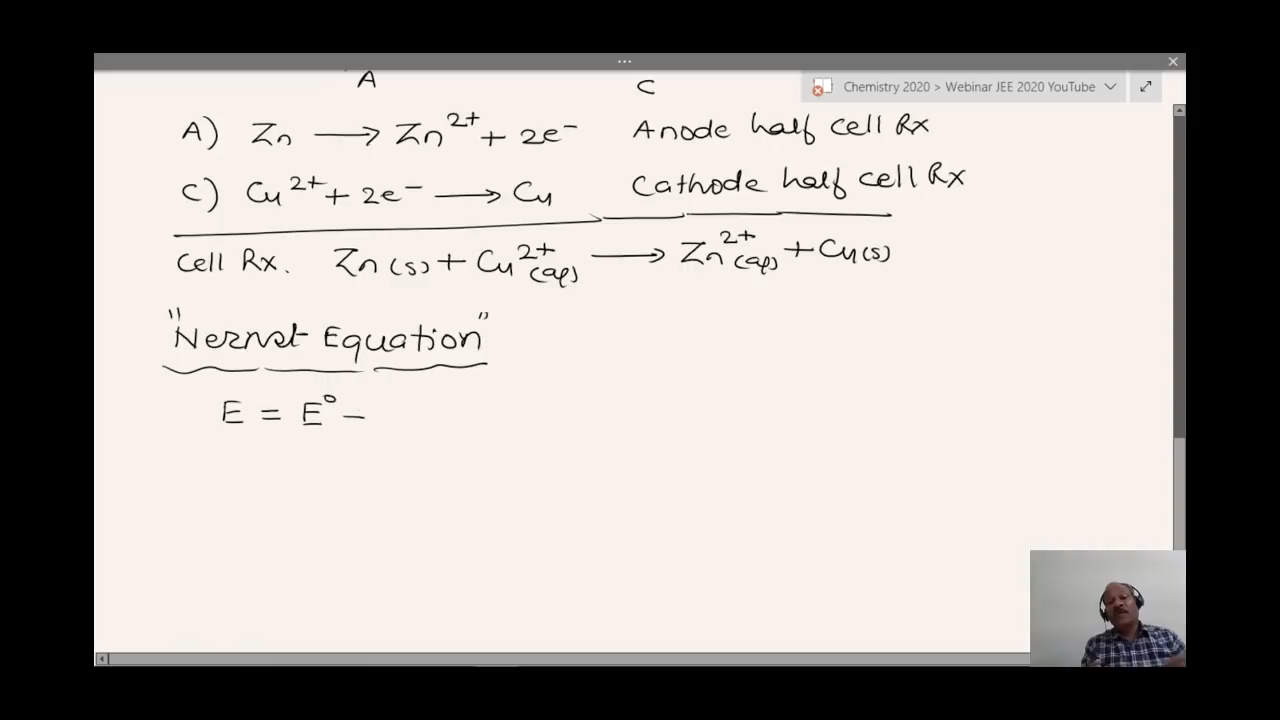 ...
Chemistry 2020 > Webinar JEE 2020 YouTube
A C
A) Zn ⟶ Zn²⁺ + 2e⁻ Anode half cell Rx
C) Cu²⁺ + 2e⁻ ⟶ Cu Cathode half cell Rx
Cell Rx. Zn(s) + Cu²⁺(aq) ⟶ Zn²⁺(aq) + Cu(s)
"Nernst Equation"
E = E⁰ −